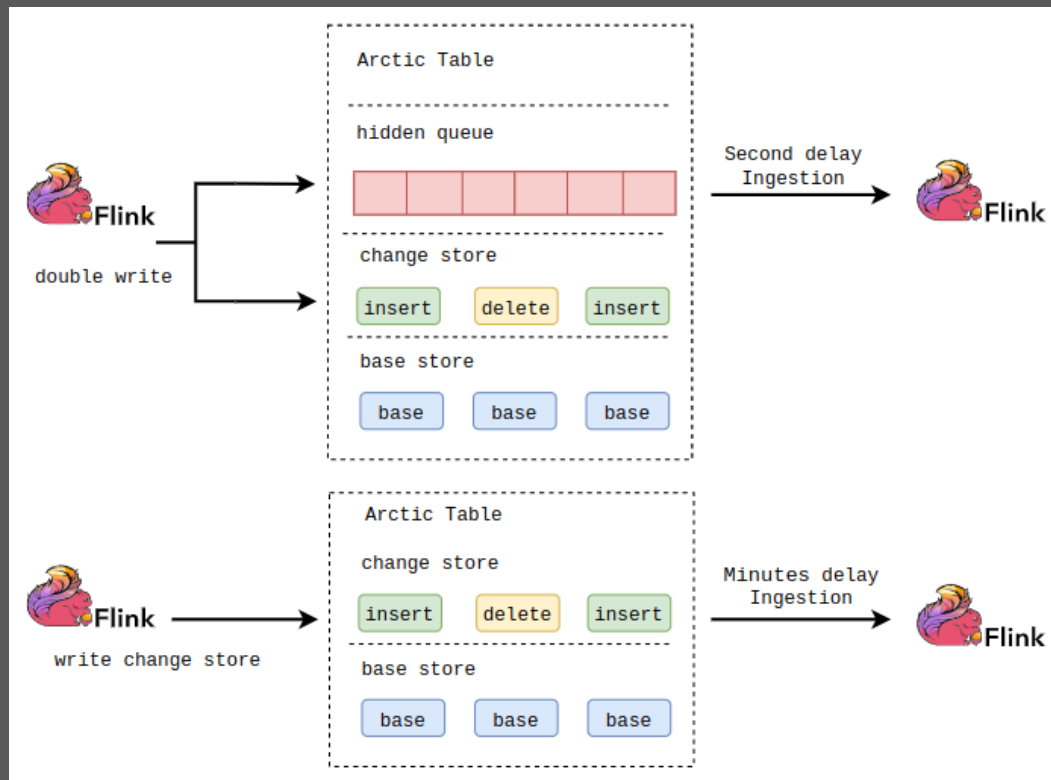 Arctic Table
hidden queue
Flink
double write
Second delay
Ingestion
Flink
change store
insert delete insert
base store
base base base
Arctic Table
change store
insert delete insert
base store
base base base
Flink
write change store
Minutes delay
Ingestion
Flink